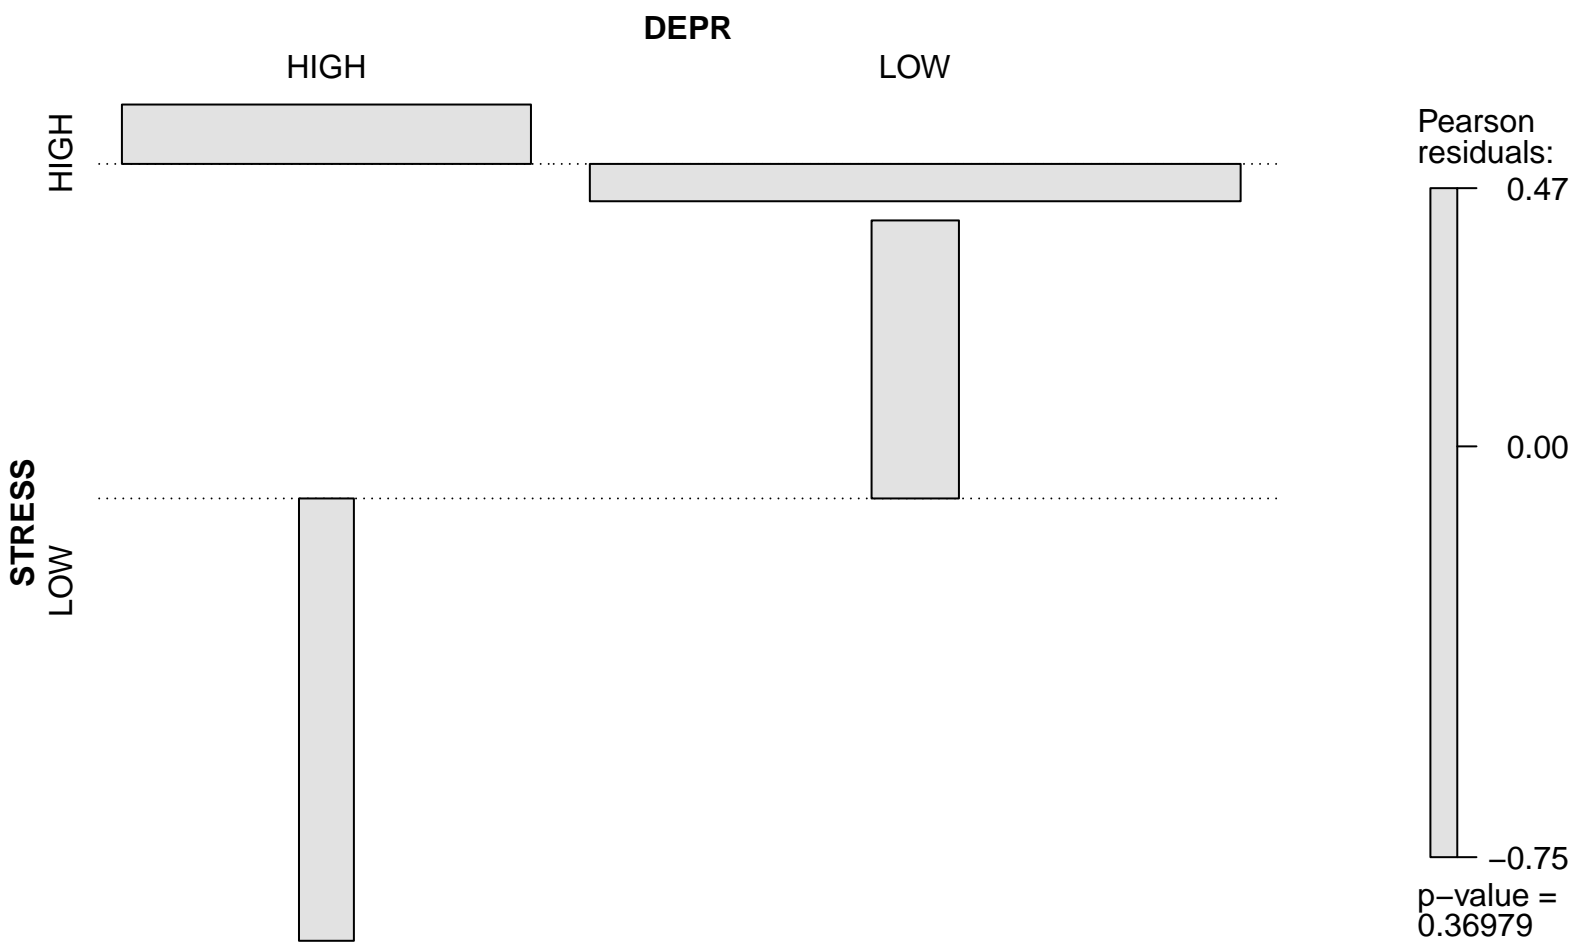 DEPR
HIGH
LOW
STRESS
HIGH
LOW
Pearson
residuals:
0.47
0.00
−0.75
p−value =
0.36979